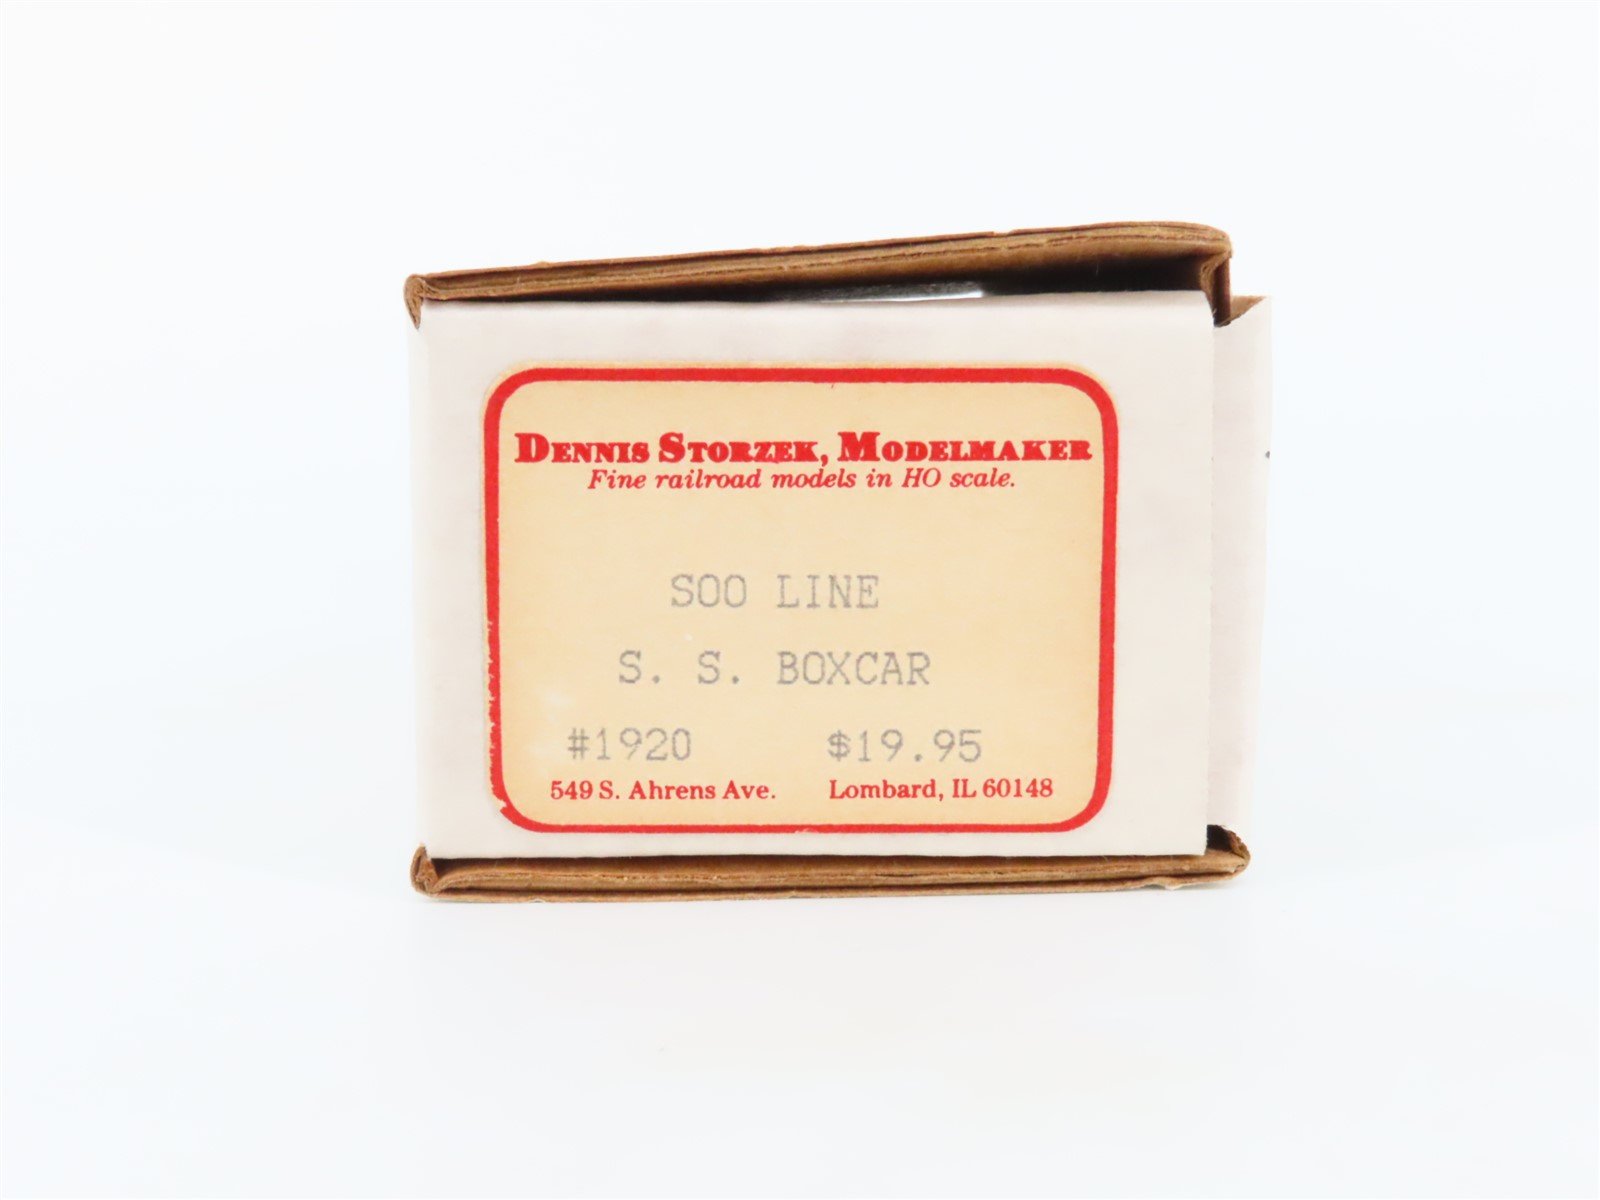 DENNIS STORZEK, MODELMAKER
Fine railroad models in HO scale.
SOO LINE
S. S. BOXCAR
#1920 $19.95
549 S. Ahrens Ave. Lombard, IL 60148